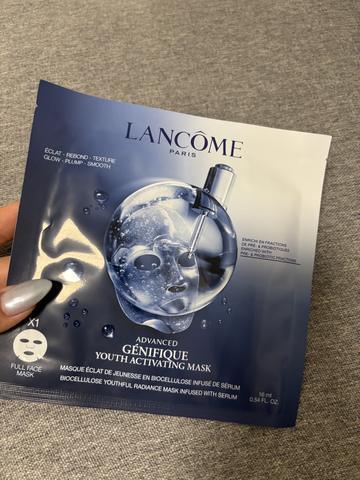 LANCÔME
PARIS
ÉCLAT - REBOND - TEXTURE
GLOW - PLUMP - SMOOTH
ENRICHI EN FRACTIONS
DE PRÉ- & PROBIOTIQUES
ENRICHED WITH
PRE- & PROBIOTIC FRACTIONS
ADVANCED
GÉNIFIQUE
YOUTH ACTIVATING MASK
X1
FULL FACE
MASK
MASQUE ÉCLAT DE JEUNESSE EN BIOCELLULOSE INFUSÉ DE SÉRUM
BIOCELLULOSE YOUTHFUL RADIANCE MASK INFUSED WITH SERUM
16 ml
0.54 FL. OZ.